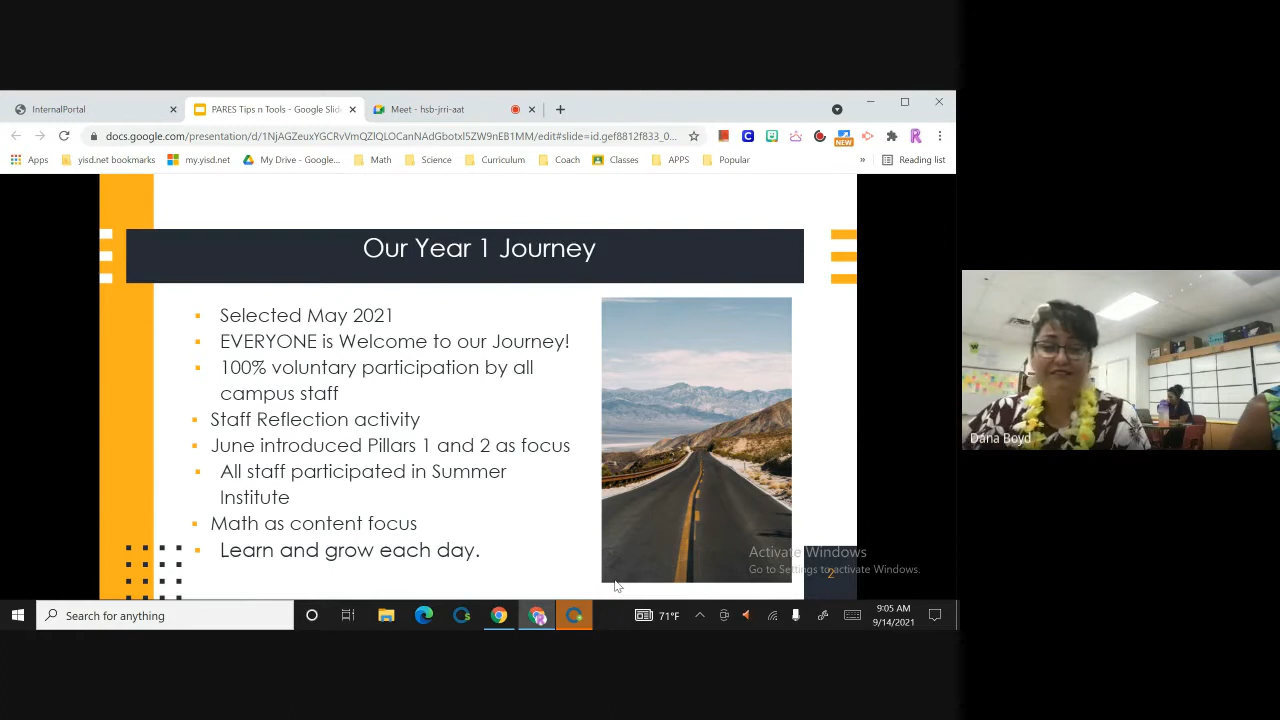 InternalPortal
PARES Tips n Tools - Google Slid
Meet - hsb-jrri-aat
docs.google.com/presentation/d/1NjAGZeuxYGCRvVmQZlQLOCanNAdGbotxI5ZW9nEB1MM/edit#slide=id.gef8812f833_0...
NEW
Apps
yisd.net bookmarks
my.yisd.net
My Drive - Google...
Math
Science
Curriculum
Coach
Classes
APPS
Popular
»
Reading list
Our Year 1 Journey
Selected May 2021
EVERYONE is Welcome to our Journey!
100% voluntary participation by all
campus staff
Staff Reflection activity
June introduced Pillars 1 and 2 as focus
All staff participated in Summer
Institute
Math as content focus
Learn and grow each day.
Activate Windows
Go to Settings to activate Windows.
2
Dana Boyd
Search for anything
71°F
9:05 AM
9/14/2021